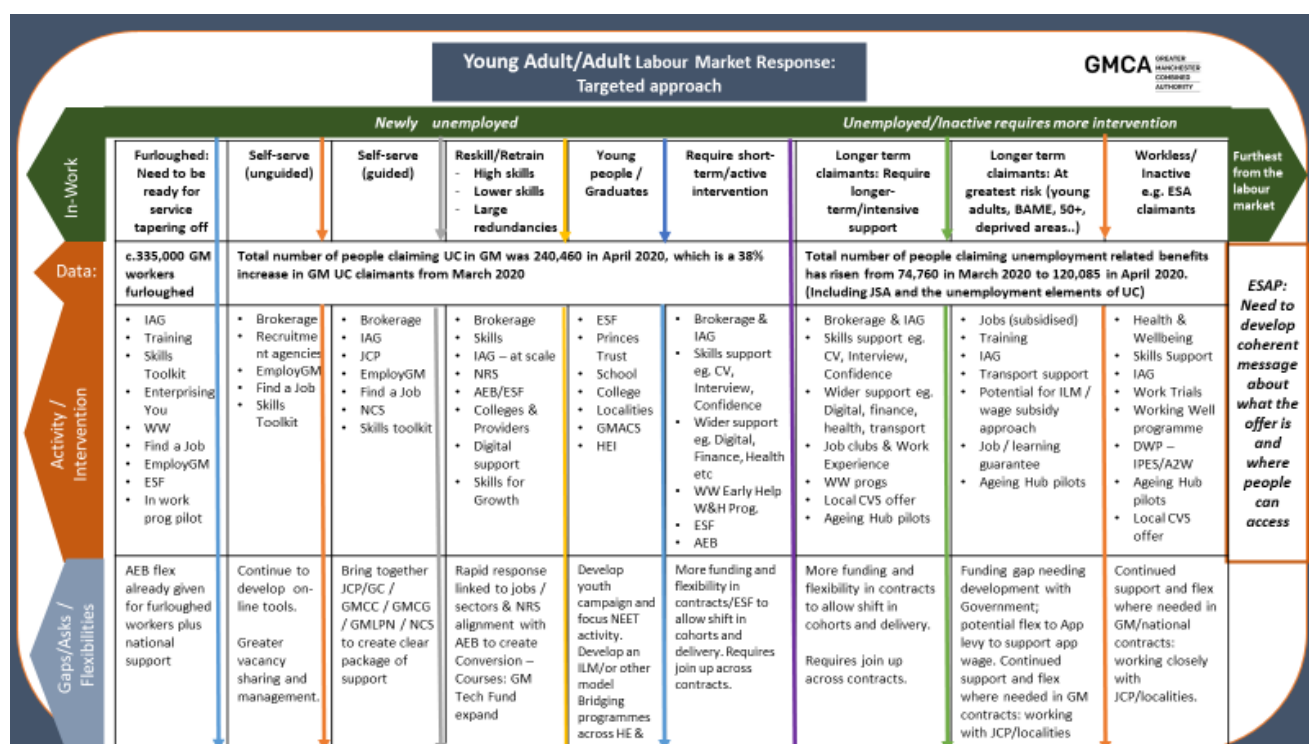 Young Adult/Adult Labour Market Response:
Targeted approach
GMCA
GREATER
MANCHESTER
COMBINED
AUTHORITY
In-Work
Newly unemployed
Unemployed/Inactive requires more intervention
Furthest
from the
labour
market
Furloughed:
Need to be
ready for
service
tapering off
Self-serve
(unguided)
Self-serve
(guided)
Reskill/Retrain
- High skills
- Lower skills
- Large
redundancies
Young
people /
Graduates
Require short-
term/active
intervention
Longer term
claimants: Require
longer-
term/intensive
support
Longer term
claimants: At
greatest risk (young
adults, BAME, 50+,
deprived areas..)
Workless/
Inactive
e.g. ESA
claimants
Data:
c.335,000 GM
workers
furloughed
Total number of people claiming UC in GM was 240,460 in April 2020, which is a 38%
increase in GM UC claimants from March 2020
Total number of people claiming unemployment related benefits
has risen from 74,760 in March 2020 to 120,085 in April 2020.
(Including JSA and the unemployment elements of UC)
ESAP:
Need to
develop
coherent
message
about
what the
offer is
and
where
people
can
access
Activity /
Intervention
• IAG
• Training
• Skills
Toolkit
• Enterprising
You
• WW
• Find a Job
• EmployGM
• ESF
• In work
prog pilot
• Brokerage
• Recruitme
nt agencies
• EmployGM
• Find a Job
• Skills
Toolkit
• Brokerage
• IAG
• JCP
• EmployGM
• Find a Job
• NCS
• Skills toolkit
• Brokerage
• Skills
• IAG – at scale
• NRS
• AEB/ESF
• Colleges &
Providers
• Digital
support
• Skills for
Growth
• ESF
• Princes
Trust
• School
• College
• Localities
• GMACS
• HEI
• Brokerage &
IAG
• Skills support
eg. CV,
Interview,
Confidence
• Wider support
eg. Digital,
Finance, Health
etc
• WW Early Help
W&H Prog.
• ESF
• AEB
• Brokerage & IAG
• Skills support eg.
CV, Interview,
Confidence
• Wider support eg.
Digital, finance,
health, transport
• Job clubs & Work
Experience
• WW progs
• Local CVS offer
• Ageing Hub pilots
• Jobs (subsidised)
• Training
• IAG
• Transport support
• Potential for ILM /
wage subsidy
approach
• Job / learning
guarantee
• Ageing Hub pilots
• Health &
Wellbeing
• Skills Support
• IAG
• Work Trials
• Working Well
programme
• DWP –
IPES/A2W
• Ageing Hub
pilots
• Local CVS
offer
Gaps/Asks /
Flexibilities
AEB flex
already given
for furloughed
workers plus
national
support
Continue to
develop on-
line tools.
Greater
vacancy
sharing and
management.
Bring together
JCP/GC /
GMCC / GMCG
/ GMLPN / NCS
to create clear
package of
support
Rapid response
linked to jobs /
sectors & NRS
alignment with
AEB to create
Conversion –
Courses: GM
Tech Fund
expand
Develop
youth
campaign and
focus NEET
activity.
Develop an
ILM/or other
model
Bridging
programmes
across HE &
More funding and
flexibility in
contracts/ESF to
allow shift in
cohorts and
delivery. Requires
join up across
contracts.
More funding and
flexibility in contracts
to allow shift in
cohorts and delivery.
Requires join up
across contracts.
Funding gap needing
development with
Government;
potential flex to App
levy to support app
wage. Continued
support and flex
where needed in GM
contracts: working
with JCP/localities
Continued
support and flex
where needed in
GM/national
contracts:
working closely
with
JCP/localities.